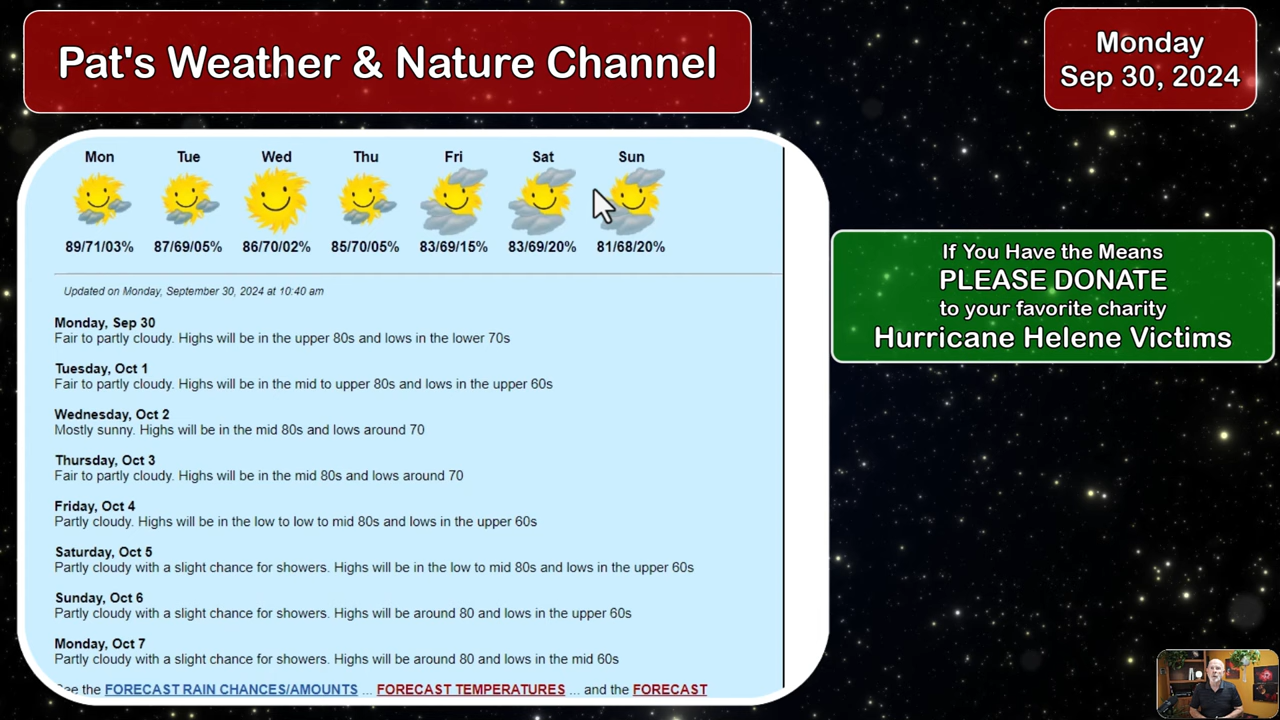 Pat's Weather & Nature Channel
Monday
Sep 30, 2024
Mon Tue Wed Thu Fri Sat Sun
89/71/03% 87/69/05% 86/70/02% 85/70/05% 83/69/15% 83/69/20% 81/68/20%
Updated on Monday, September 30, 2024 at 10:40 am
Monday, Sep 30
Fair to partly cloudy. Highs will be in the upper 80s and lows in the lower 70s
Tuesday, Oct 1
Fair to partly cloudy. Highs will be in the mid to upper 80s and lows in the upper 60s
Wednesday, Oct 2
Mostly sunny. Highs will be in the mid 80s and lows around 70
Thursday, Oct 3
Fair to partly cloudy. Highs will be in the mid 80s and lows around 70
Friday, Oct 4
Partly cloudy. Highs will be in the low to low to mid 80s and lows in the upper 60s
Saturday, Oct 5
Partly cloudy with a slight chance for showers. Highs will be in the low to mid 80s and lows in the upper 60s
Sunday, Oct 6
Partly cloudy with a slight chance for showers. Highs will be around 80 and lows in the upper 60s
Monday, Oct 7
Partly cloudy with a slight chance for showers. Highs will be around 80 and lows in the mid 60s
See the FORECAST RAIN CHANCES/AMOUNTS ... FORECAST TEMPERATURES ... and the FORECAST
If You Have the Means
PLEASE DONATE
to your favorite charity
Hurricane Helene Victims